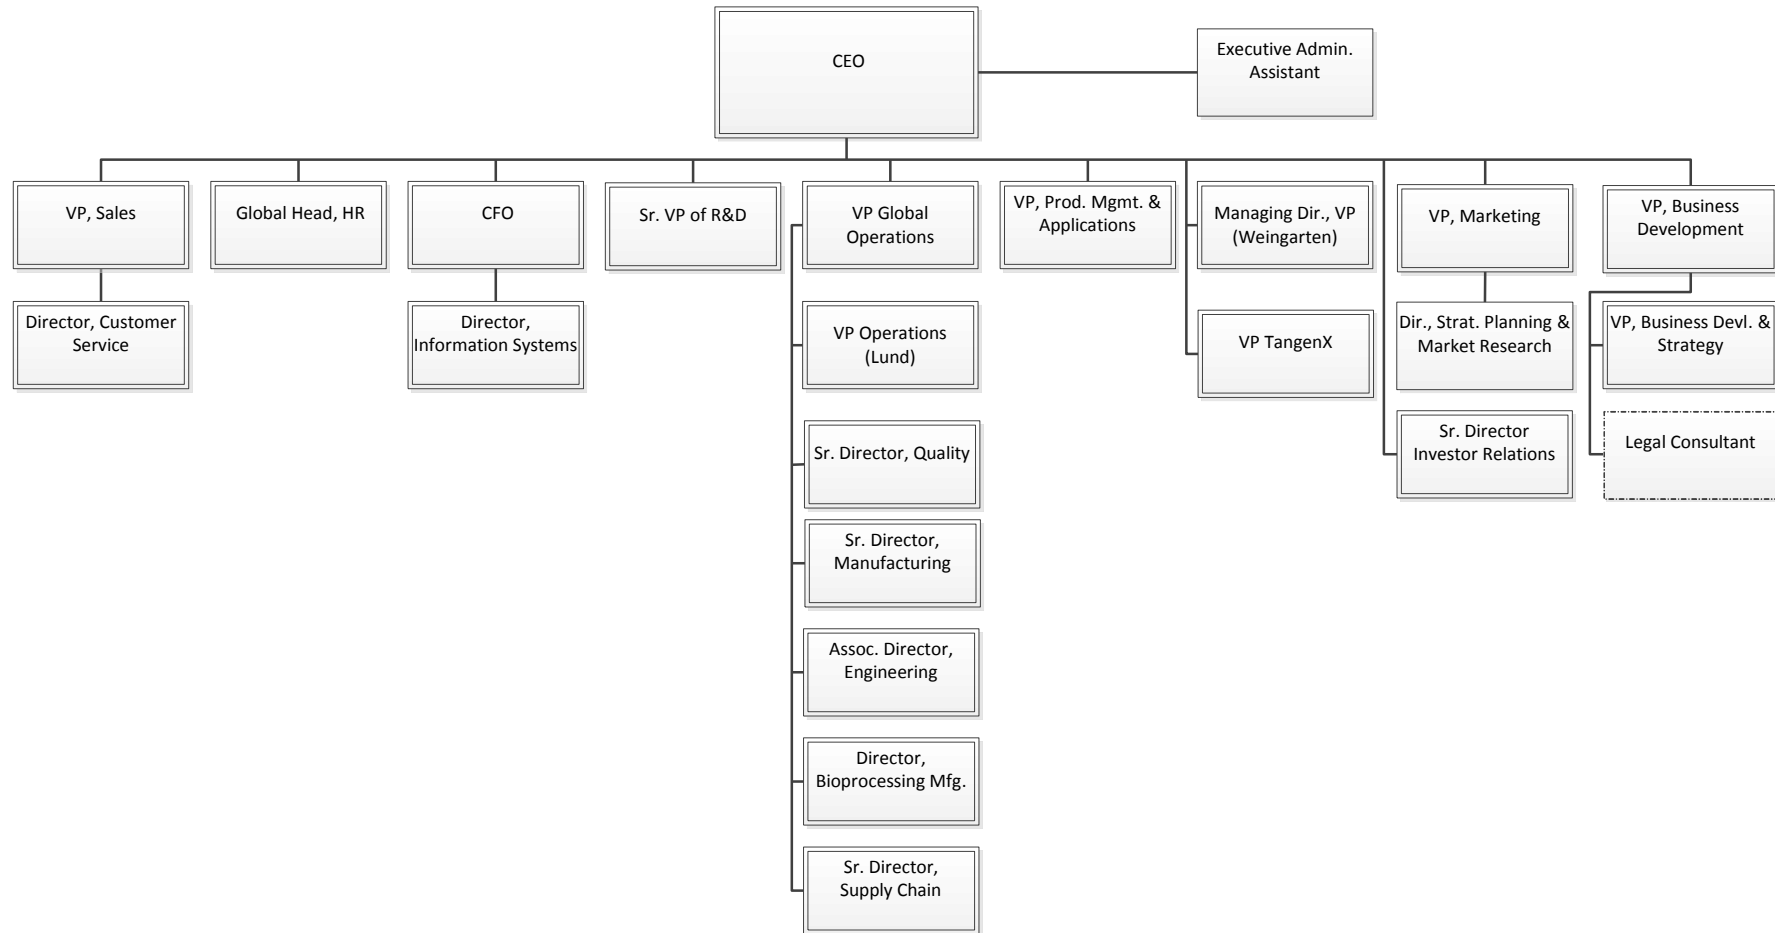 CEO
Executive Admin.
Assistant
VP, Sales
Global Head, HR
CFO
Sr. VP of R&D
VP Global
Operations
VP, Prod. Mgmt. &
Applications
Managing Dir., VP
(Weingarten)
VP, Marketing
VP, Business
Development
Director, Customer
Service
Director,
Information Systems
VP Operations
(Lund)
VP TangenX
Dir., Strat. Planning &
Market Research
VP, Business Devl. &
Strategy
Sr. Director, Quality
Sr. Director
Investor Relations
Legal Consultant
Sr. Director,
Manufacturing
Assoc. Director,
Engineering
Director,
Bioprocessing Mfg.
Sr. Director,
Supply Chain